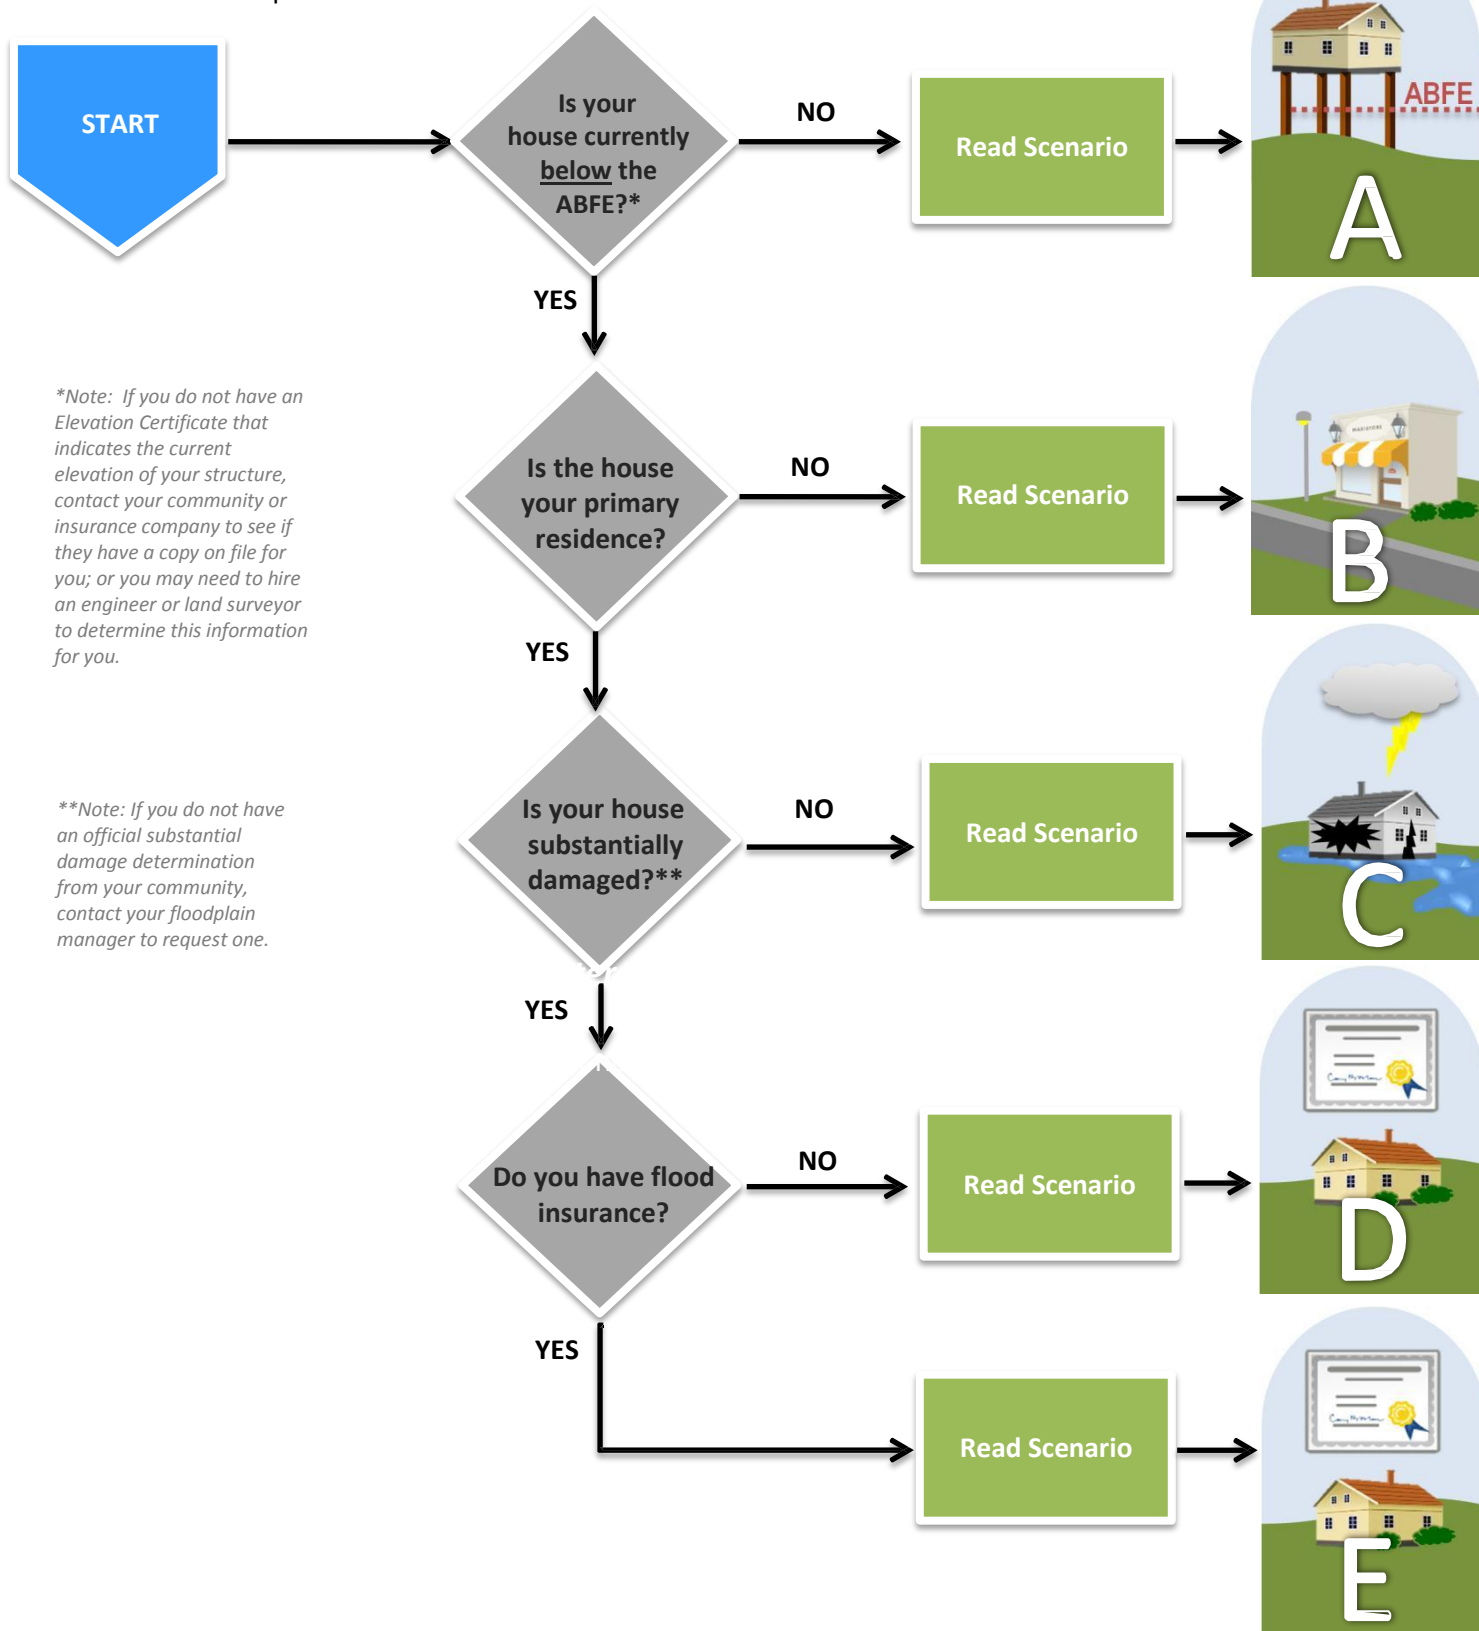 START
Is your
house currently
below the
ABFE?*
NO
Read Scenario
ABFE
A
YES
*Note: If you do not have an
Elevation Certificate that
indicates the current
elevation of your structure,
contact your community or
insurance company to see if
they have a copy on file for
you; or you may need to hire
an engineer or land surveyor
to determine this information
for you.
Is the house
your primary
residence?
NO
Read Scenario
B
YES
**Note: If you do not have
an official substantial
damage determination
from your community,
contact your floodplain
manager to request one.
Is your house
substantially
damaged?**
NO
Read Scenario
C
YES
Do you have flood
insurance?
NO
Read Scenario
D
YES
Read Scenario
E